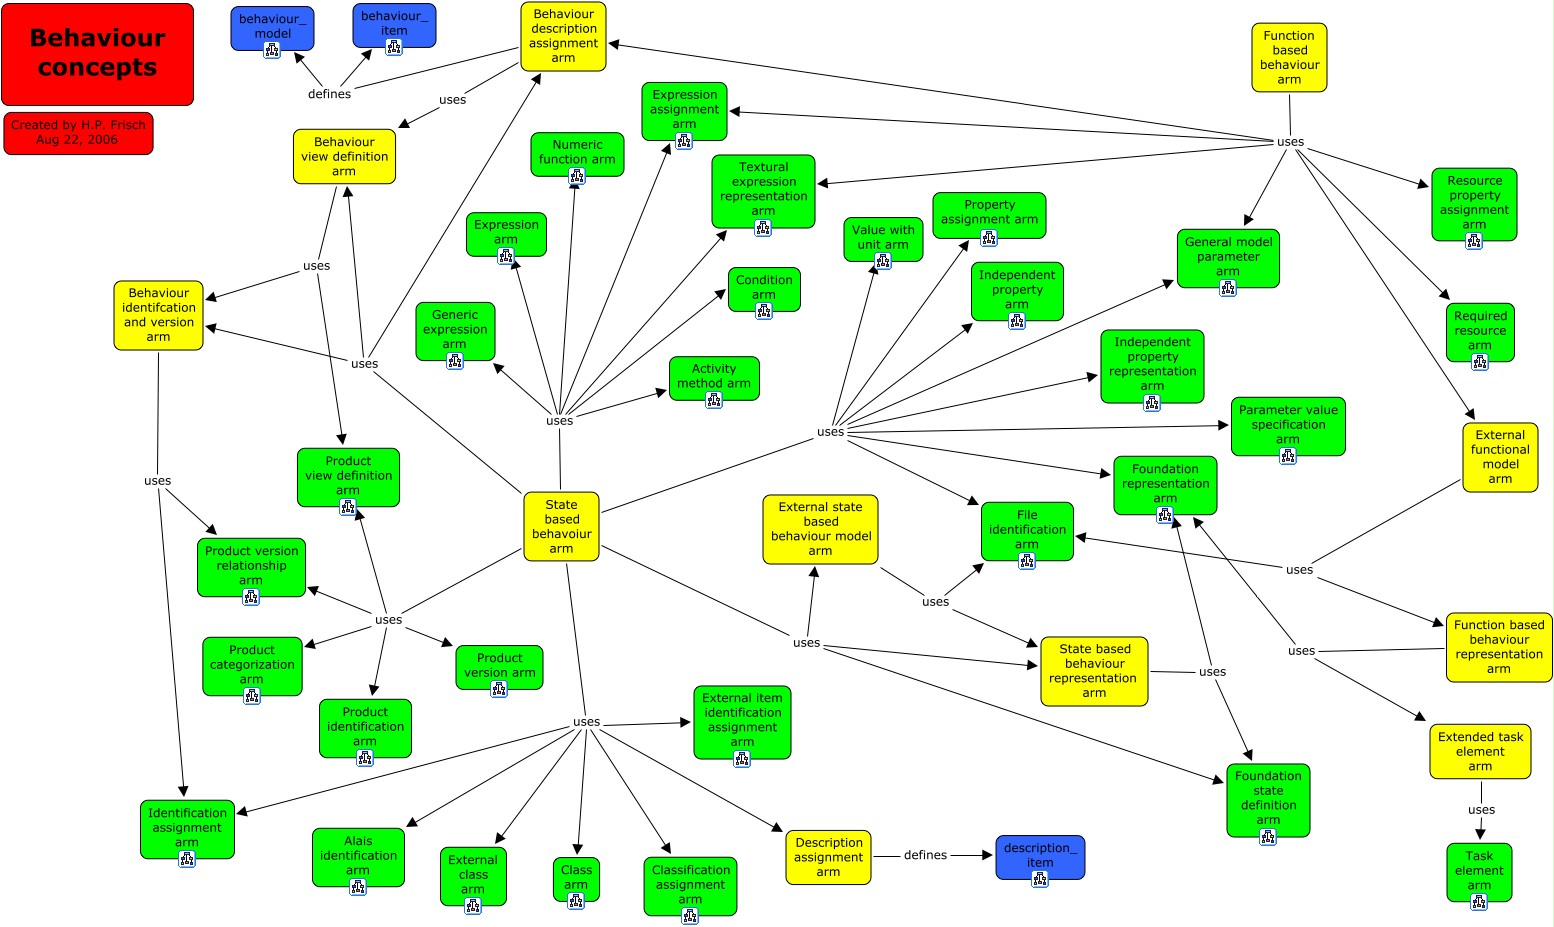 Behaviour
concepts
Created by H.P. Frisch
Aug 22, 2006
behaviour_
model
behaviour_
item
defines
Behaviour
description
assignment
arm
uses
Behaviour
view definition
arm
uses
Behaviour
identifcation
and version
arm
uses
uses
Product
view definition
arm
Product version
relationship
arm
uses
Product
categorization
arm
Product
version arm
Product
identification
arm
Identification
assignment
arm
Numeric
function arm
Expression
assignment
arm
Textural
expression
representation
arm
Expression
arm
Condition
arm
Generic
expression
arm
Activity
method arm
uses
State
based
behavoiur
arm
Value with
unit arm
Property
assignment arm
Independent
property
arm
General model
parameter
arm
Independent
property
representation
arm
Parameter value
specification
arm
uses
Foundation
representation
arm
File
identification
arm
Function
based
behaviour
arm
uses
Resource
property
assignment
arm
Required
resource
arm
External
functional
model
arm
uses
Function based
behaviour
representation
arm
uses
Extended task
element
arm
uses
Task
element
arm
External state
based
behaviour model
arm
uses
uses
State based
behaviour
representation
arm
uses
Foundation
state
definition
arm
uses
External item
identification
assignment
arm
Alais
identification
arm
External
class
arm
Class
arm
Classification
assignment
arm
Description
assignment
arm
defines
description_
item